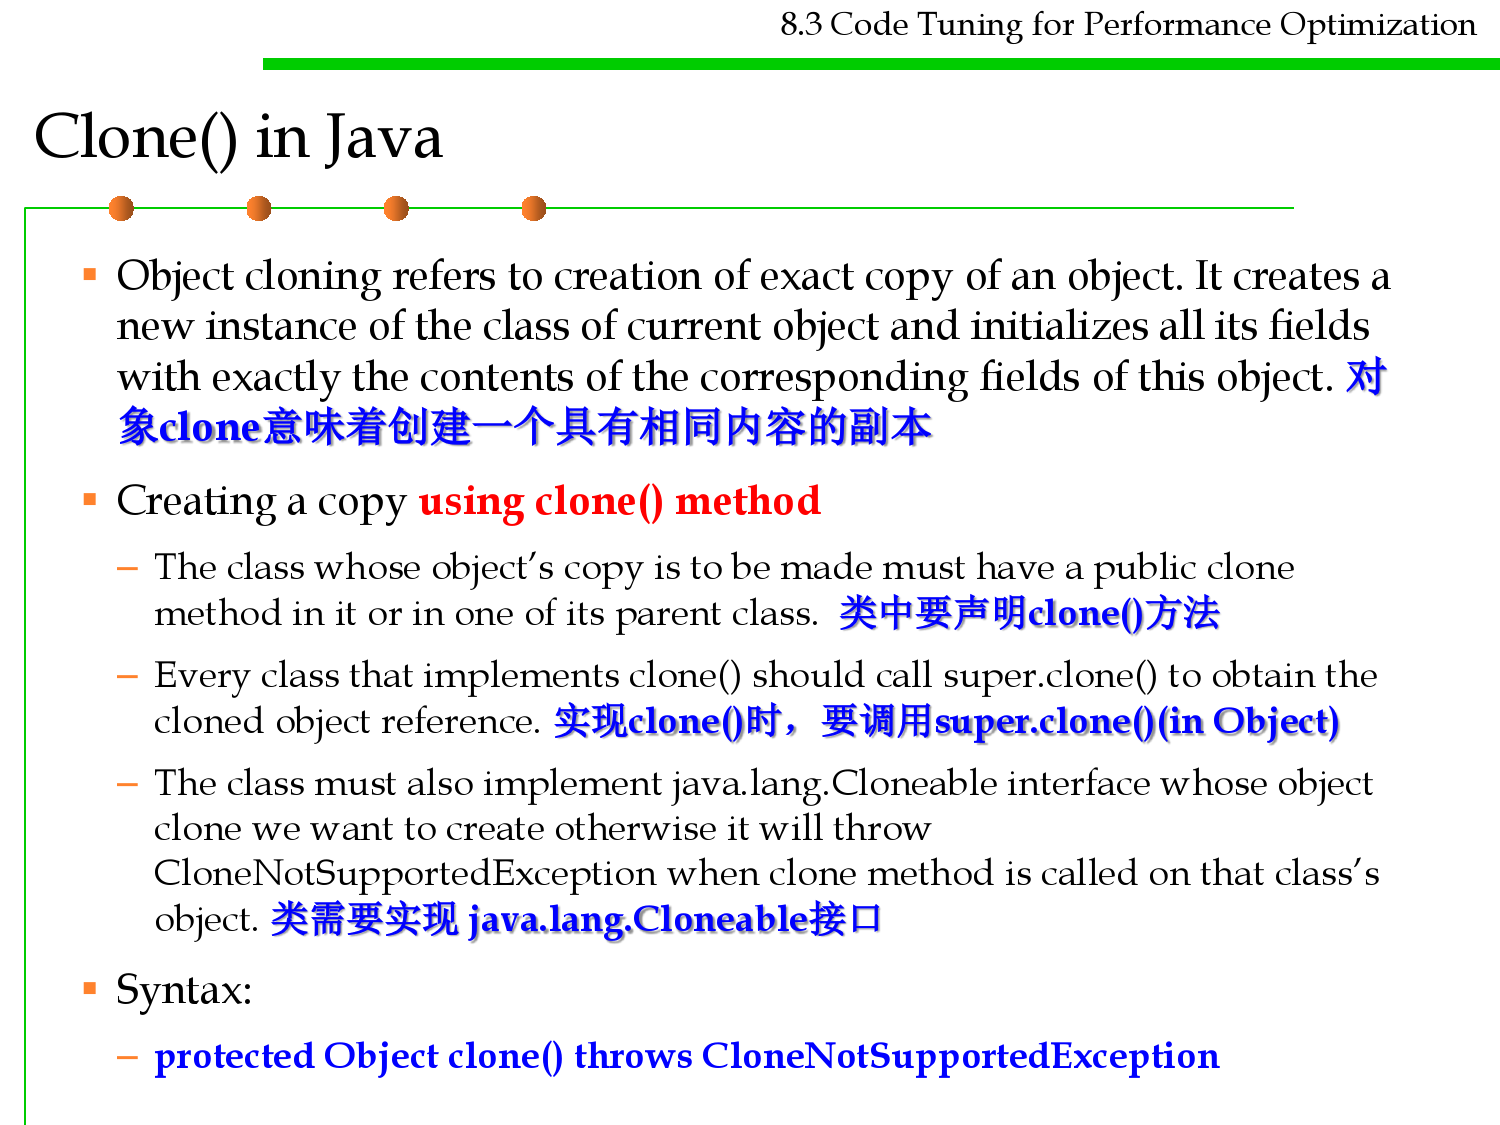 8.3 Code Tuning for Performance Optimization
Clone() in Java
▪ Object cloning refers to creation of exact copy of an object. It creates a
new instance of the class of current object and initializes all its fields
with exactly the contents of the corresponding fields of this object. 对
象clone意味着创建一个具有相同内容的副本
▪ Creating a copy using clone() method
– The class whose object’s copy is to be made must have a public clone
method in it or in one of its parent class. 类中要声明clone()方法
– Every class that implements clone() should call super.clone() to obtain the
cloned object reference. 实现clone()时，要调用super.clone()(in Object)
– The class must also implement java.lang.Cloneable interface whose object
clone we want to create otherwise it will throw
CloneNotSupportedException when clone method is called on that class’s
object. 类需要实现 java.lang.Cloneable接口
▪ Syntax:
– protected Object clone() throws CloneNotSupportedException